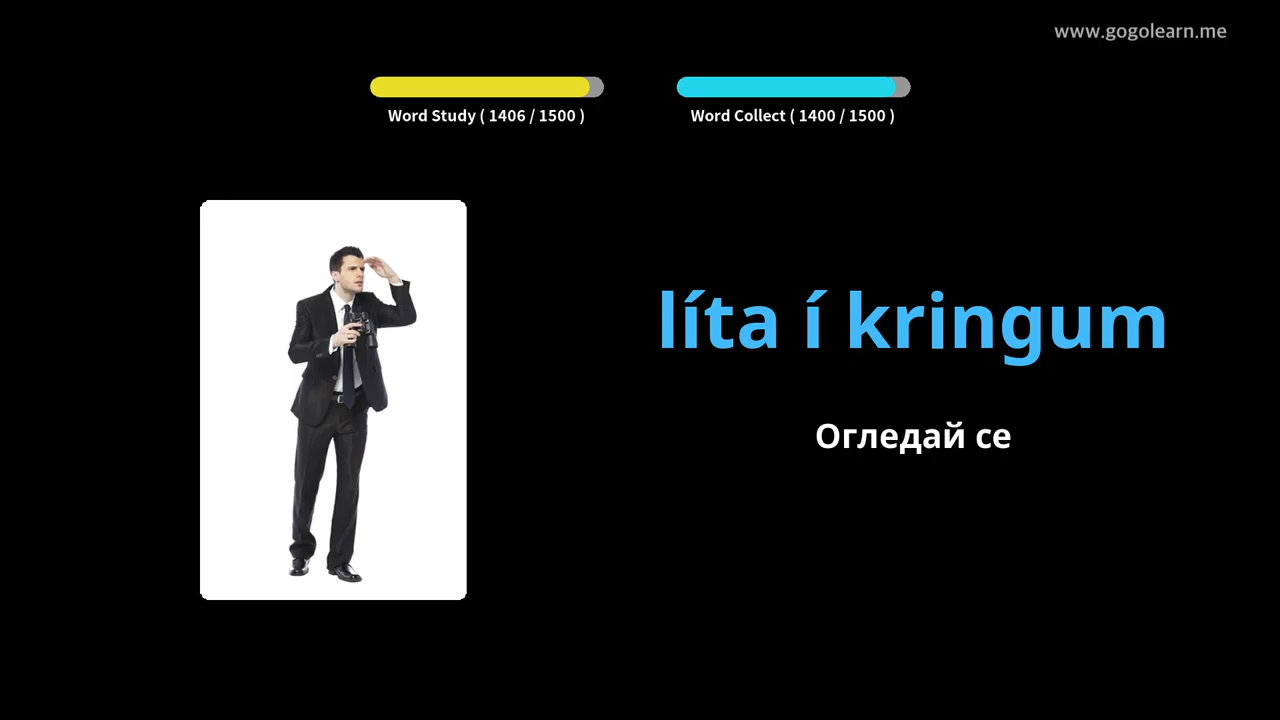 www.gogolearn.me
Word Study ( 1406 / 1500 )
Word Collect ( 1400 / 1500 )
líta í kringum
Огледай се